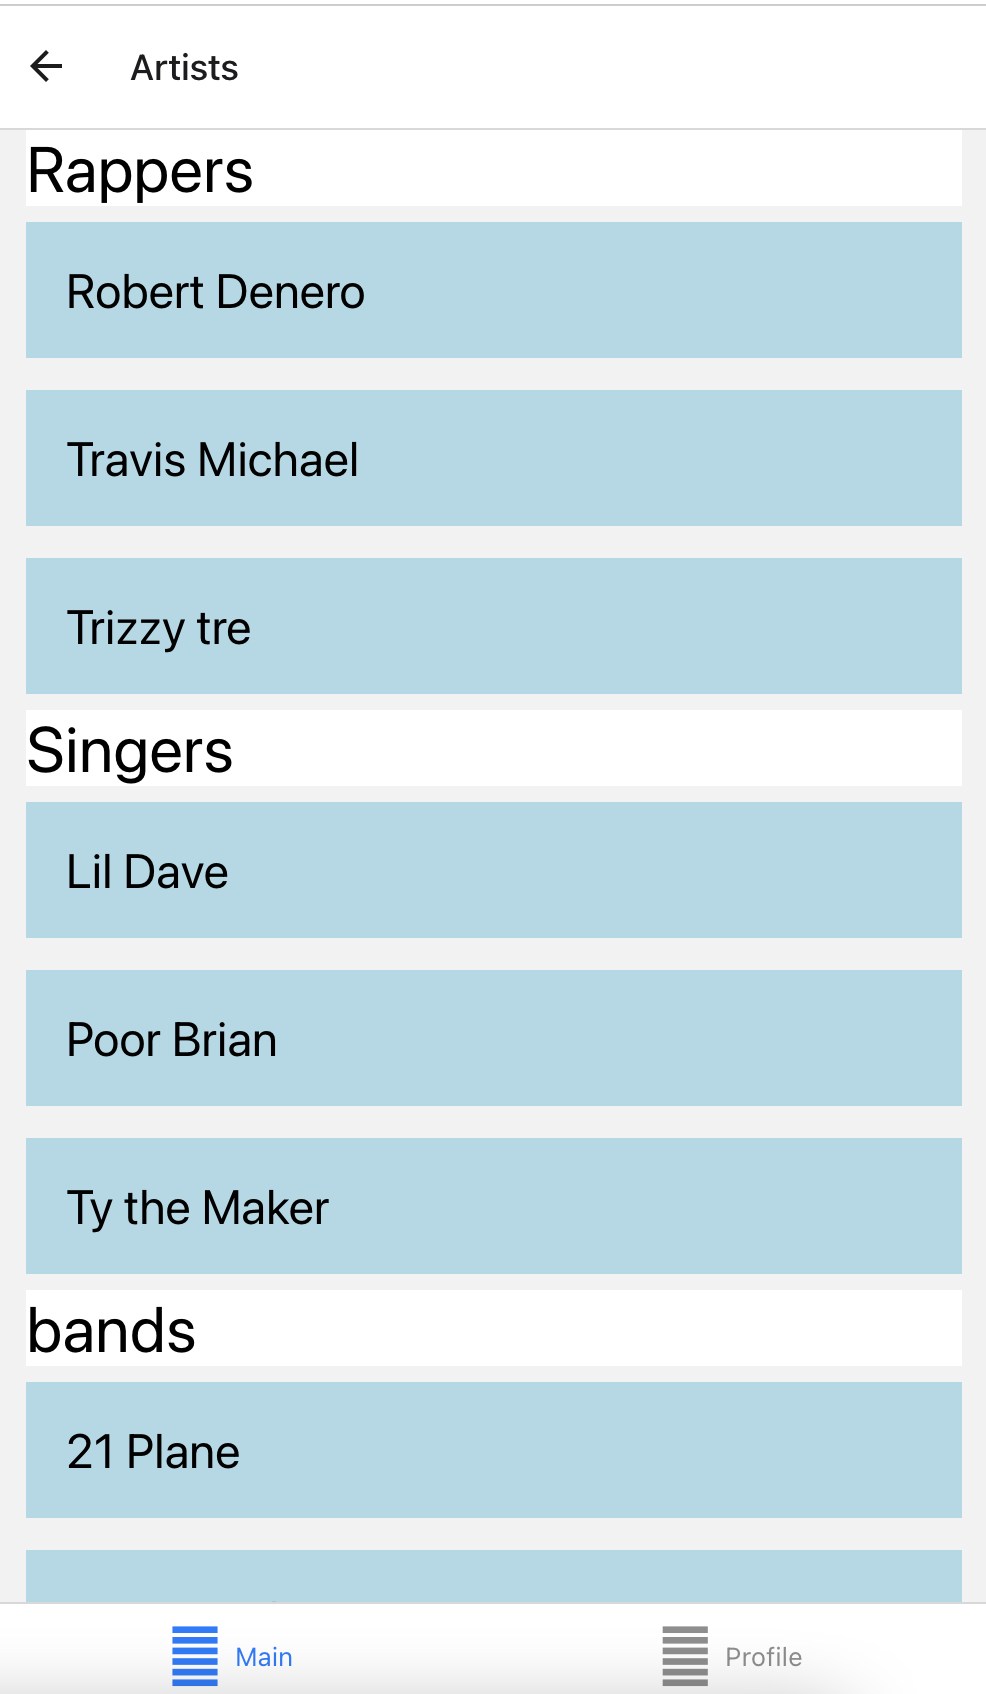 Artists
Rappers
Robert Denero
Travis Michael
Trizzy tre
Singers
Lil Dave
Poor Brian
Ty the Maker
bands
21 Plane
Main
Profile